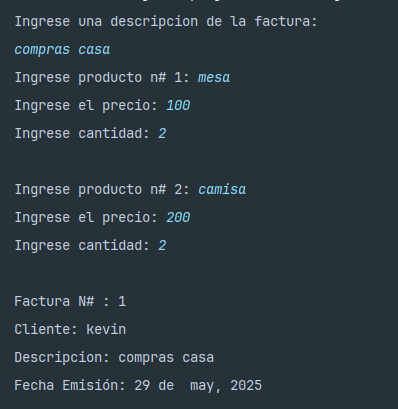 Ingrese una descripcion de la factura:
compras casa
Ingrese producto n# 1: mesa
Ingrese el precio: 100
Ingrese cantidad: 2
Ingrese producto n# 2: camisa
Ingrese el precio: 200
Ingrese cantidad: 2
Factura N# : 1
Cliente: kevin
Descripcion: compras casa
Fecha Emisión: 29 de  may, 2025